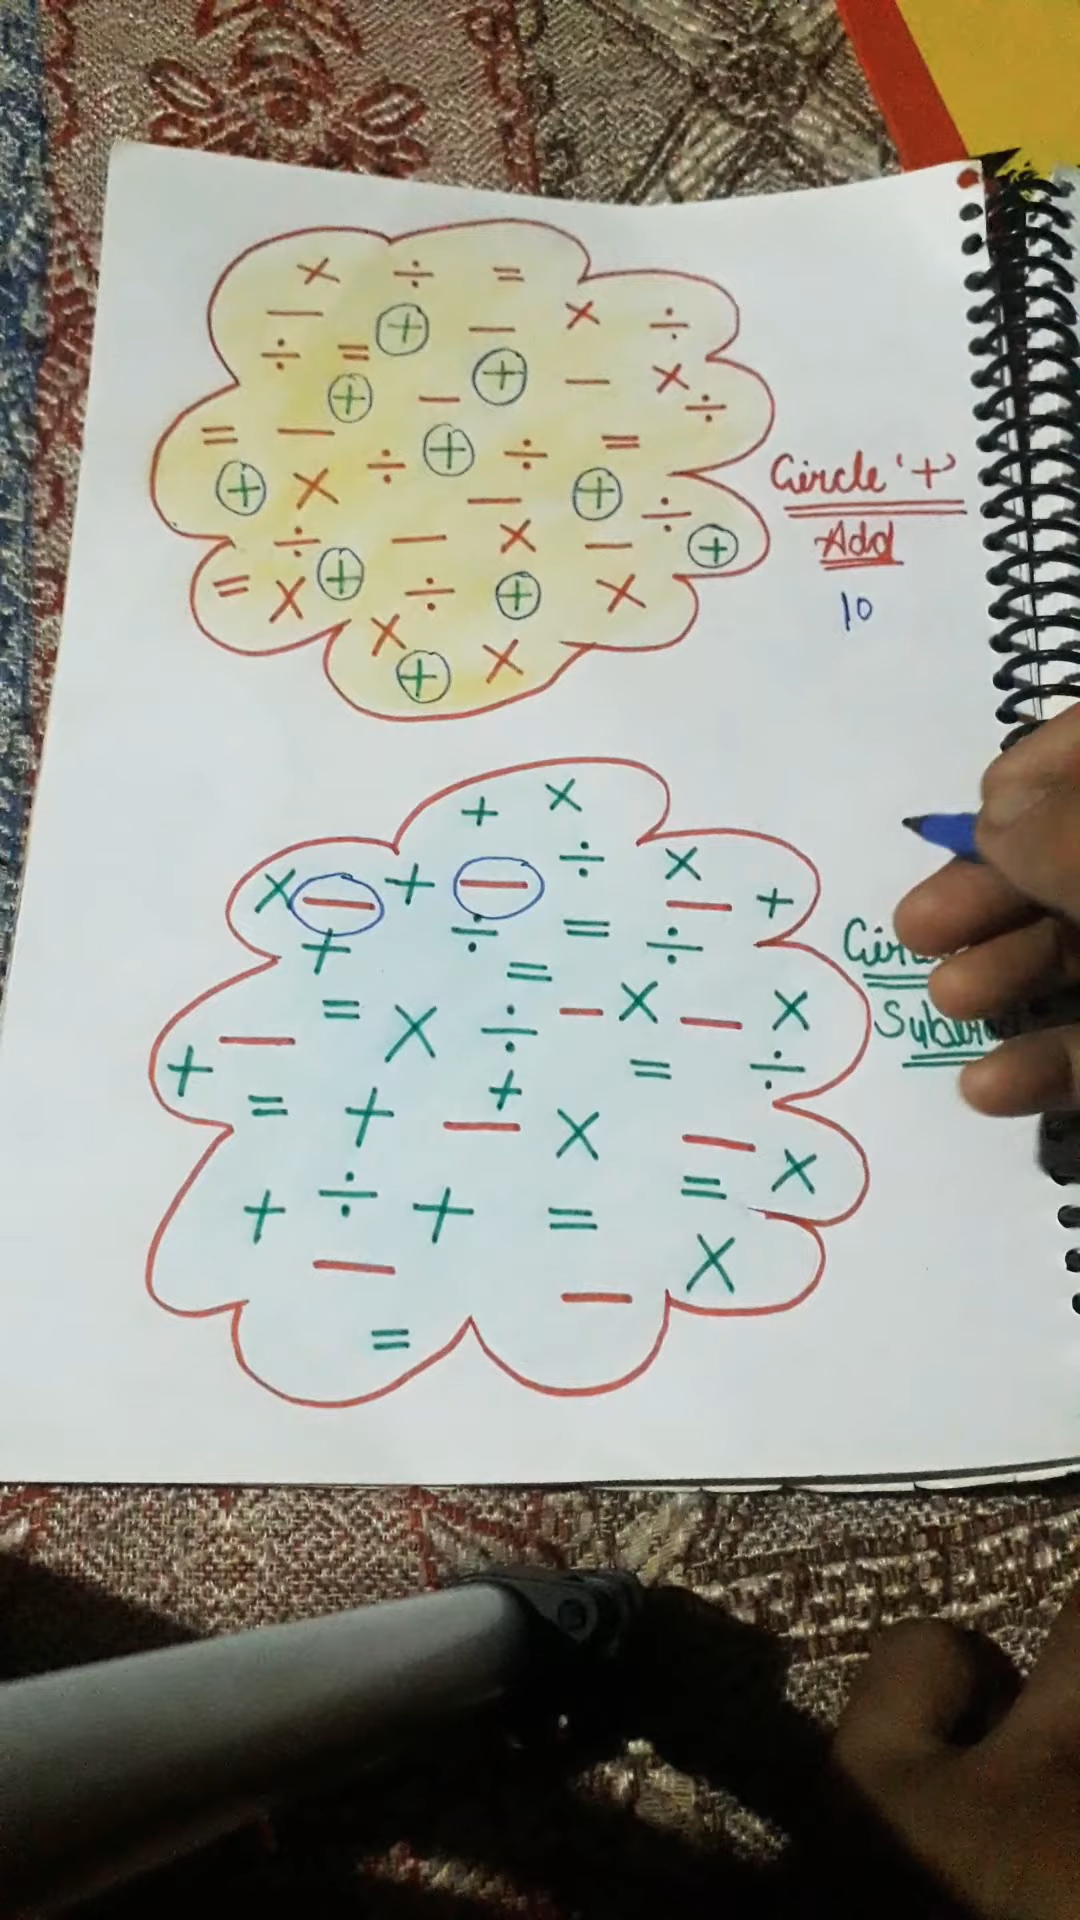 × ÷ =
— + — × ÷
÷ = + — ×
+ — ÷
= — + ÷ =
+ × ÷ — + ÷
÷ — × — +
= × + ÷ + ×
× + ×
Circle '+'
Add
10
+ ×
÷ ×
× — + — — +
+ ÷ = ÷
=
= × ÷ — × — ×
— = ÷
+ = + + — ×
— ×
+ ÷ + = =
— — ×
=